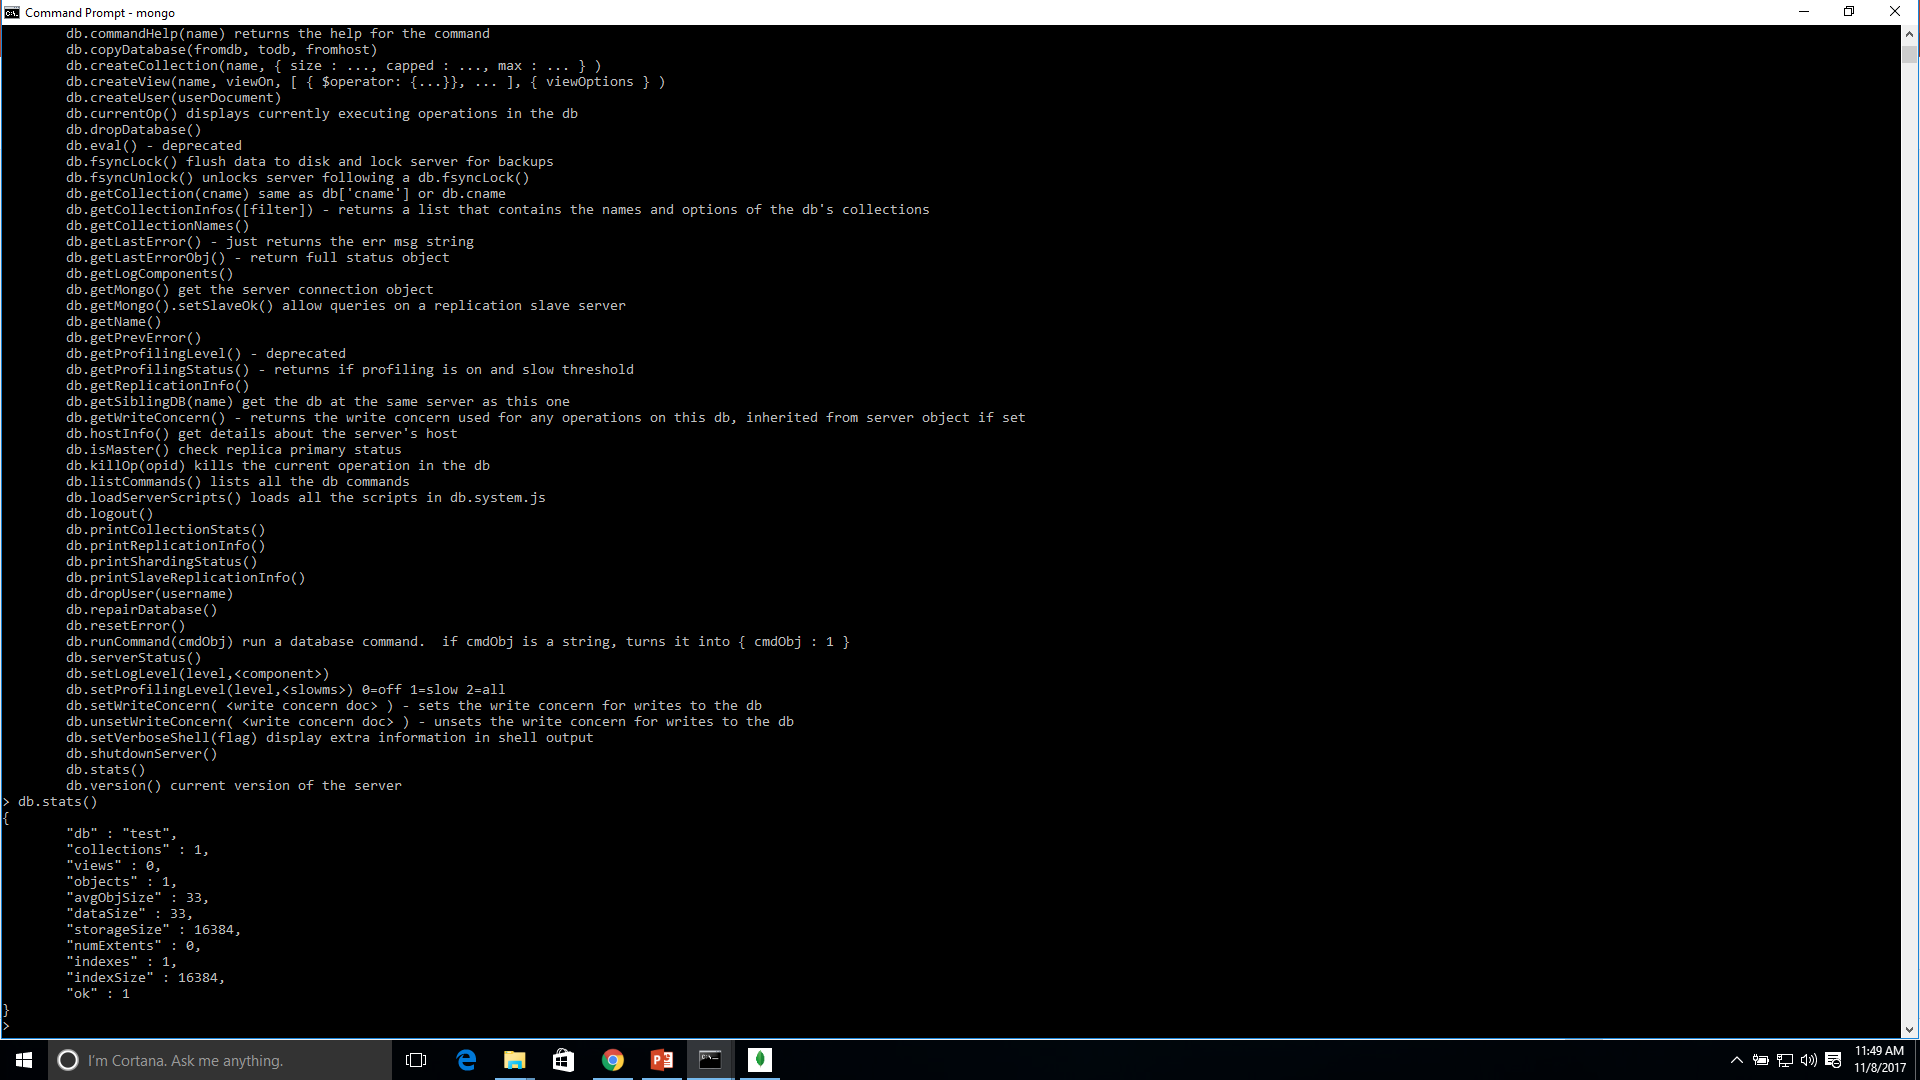 Command Prompt - mongo
db.commandHelp(name) returns the help for the command
db.copyDatabase(fromdb, todb, fromhost)
db.createCollection(name, { size : ..., capped : ..., max : ... } )
db.createView(name, viewOn, [ { $operator: {...}}, ... ], { viewOptions } )
db.createUser(userDocument)
db.currentOp() displays currently executing operations in the db
db.dropDatabase()
db.eval() - deprecated
db.fsyncLock() flush data to disk and lock server for backups
db.fsyncUnlock() unlocks server following a db.fsyncLock()
db.getCollection(cname) same as db['cname'] or db.cname
db.getCollectionInfos([filter]) - returns a list that contains the names and options of the db's collections
db.getCollectionNames()
db.getLastError() - just returns the err msg string
db.getLastErrorObj() - return full status object
db.getLogComponents()
db.getMongo() get the server connection object
db.getMongo().setSlaveOk() allow queries on a replication slave server
db.getName()
db.getPrevError()
db.getProfilingLevel() - deprecated
db.getProfilingStatus() - returns if profiling is on and slow threshold
db.getReplicationInfo()
db.getSiblingDB(name) get the db at the same server as this one
db.getWriteConcern() - returns the write concern used for any operations on this db, inherited from server object if set
db.hostInfo() get details about the server's host
db.isMaster() check replica primary status
db.killOp(opid) kills the current operation in the db
db.listCommands() lists all the db commands
db.loadServerScripts() loads all the scripts in db.system.js
db.logout()
db.printCollectionStats()
db.printReplicationInfo()
db.printShardingStatus()
db.printSlaveReplicationInfo()
db.dropUser(username)
db.repairDatabase()
db.resetError()
db.runCommand(cmdObj) run a database command.  if cmdObj is a string, turns it into { cmdObj : 1 }
db.serverStatus()
db.setLogLevel(level,<component>)
db.setProfilingLevel(level,<slowms>) 0=off 1=slow 2=all
db.setWriteConcern( <write concern doc> ) - sets the write concern for writes to the db
db.unsetWriteConcern( <write concern doc> ) - unsets the write concern for writes to the db
db.setVerboseShell(flag) display extra information in shell output
db.shutdownServer()
db.stats()
db.version() current version of the server
> db.stats()
{
"db" : "test",
"collections" : 1,
"views" : 0,
"objects" : 1,
"avgObjSize" : 33,
"dataSize" : 33,
"storageSize" : 16384,
"numExtents" : 0,
"indexes" : 1,
"indexSize" : 16384,
"ok" : 1
}
>
I'm Cortana. Ask me anything.
11:49 AM
11/8/2017